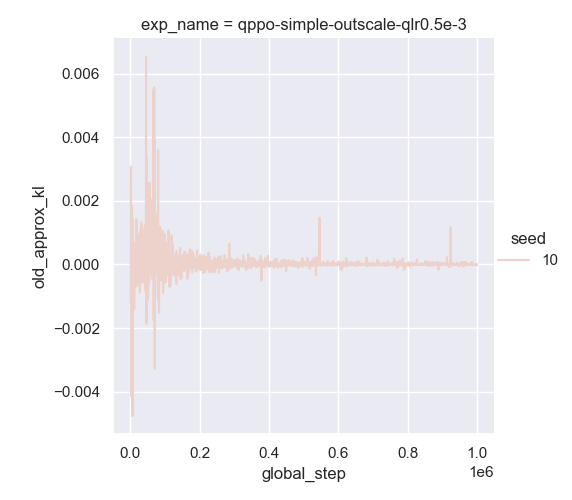 exp_name = qppo-simple-outscale-qlr0.5e-3
0.006
0.004
0.002
0.000
−0.002
−0.004
old_approx_kl
0.0
0.2
0.4
0.6
0.8
1.0
1e6
global_step
seed
10